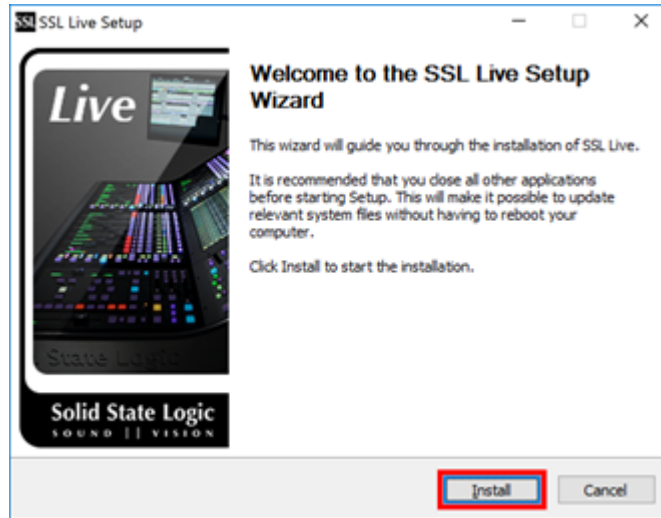 SSL SSL Live Setup
Live
Welcome to the SSL Live Setup
Wizard
This wizard will guide you through the installation of SSL Live.
It is recommended that you close all other applications
before starting Setup. This will make it possible to update
relevant system files without having to reboot your
computer.
Click Install to start the installation.
State Logic
Solid State Logic
SOUND || VISION
Install
Cancel